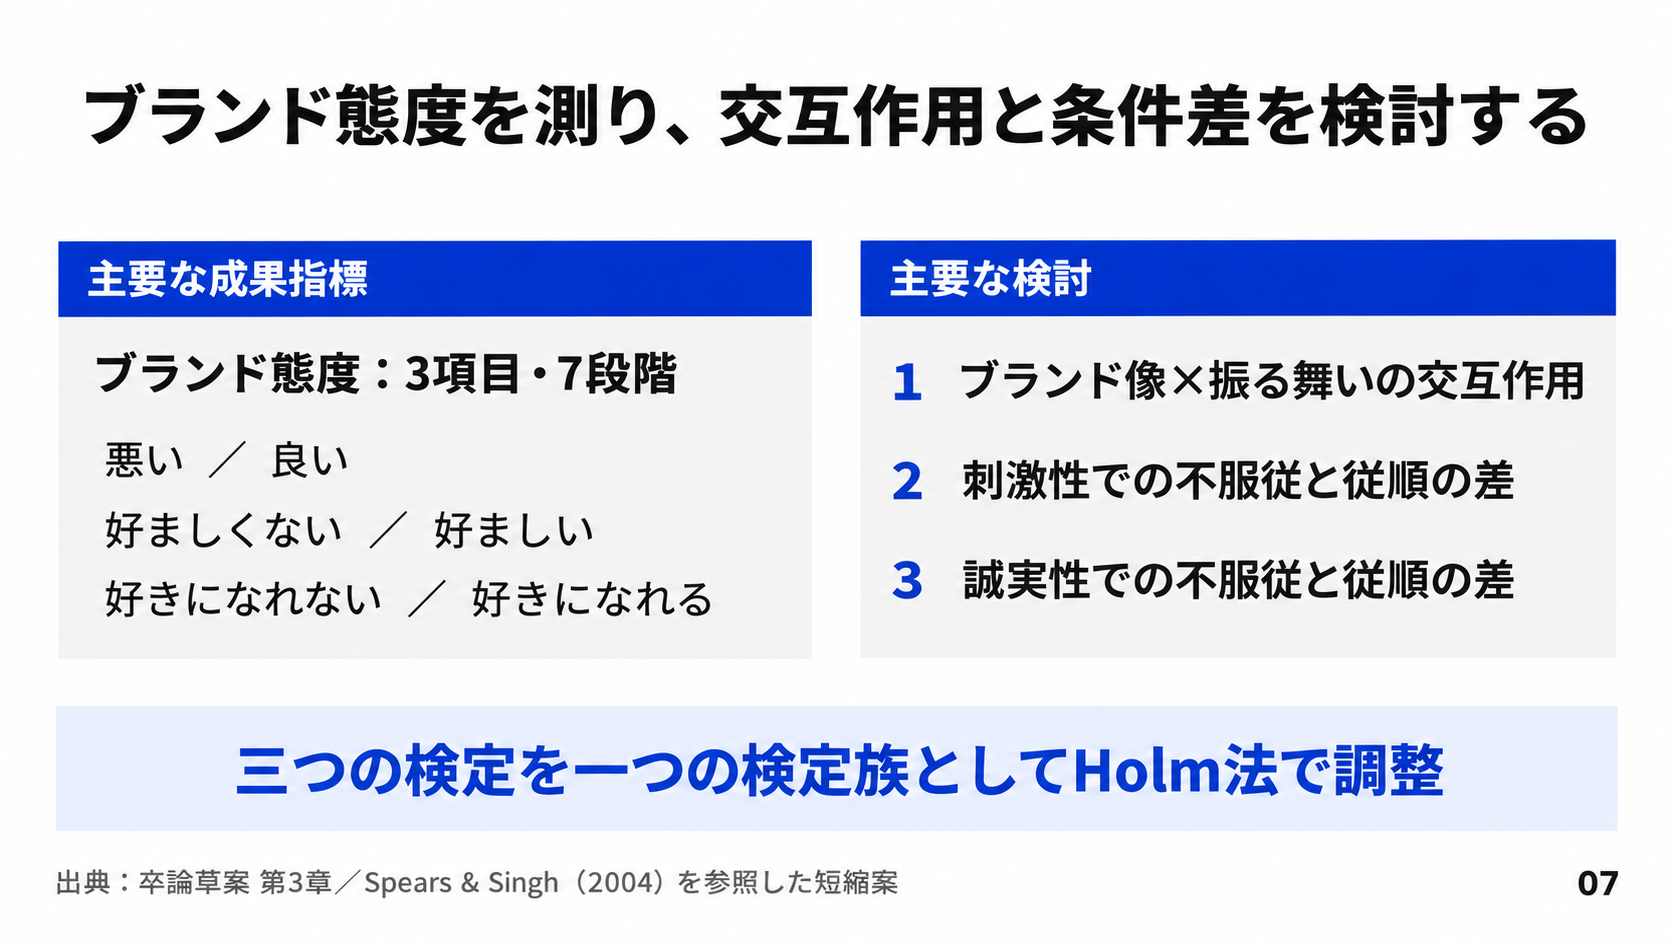 ブランド態度を測り、交互作用と条件差を検討する
主要な成果指標
ブランド態度：3項目・7段階
悪い ／ 良い
好ましくない ／ 好ましい
好きになれない ／ 好きになれる
主要な検討
1 ブランド像×振る舞いの交互作用
2 刺激性での不服従と従順の差
3 誠実性での不服従と従順の差
三つの検定を一つの検定族としてHolm法で調整
出典：卒論草案 第3章／Spears & Singh（2004）を参照した短縮案
07